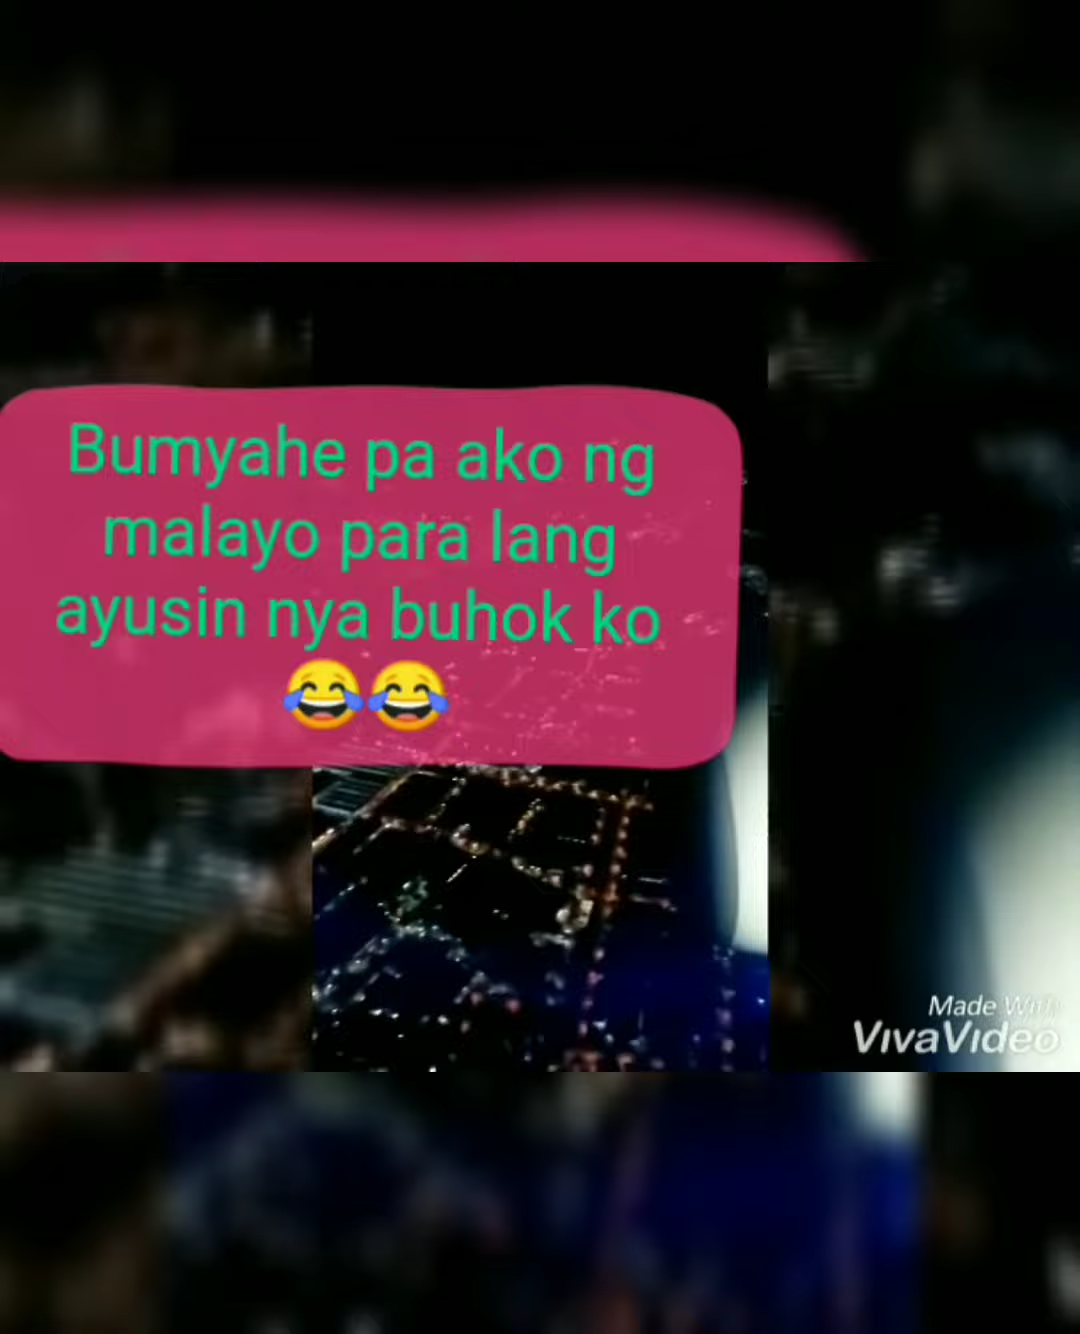 Bumyahe pa ako ng
malayo para lang
ayusin nya buhok ko
😂😂
Made With
VivaVideo